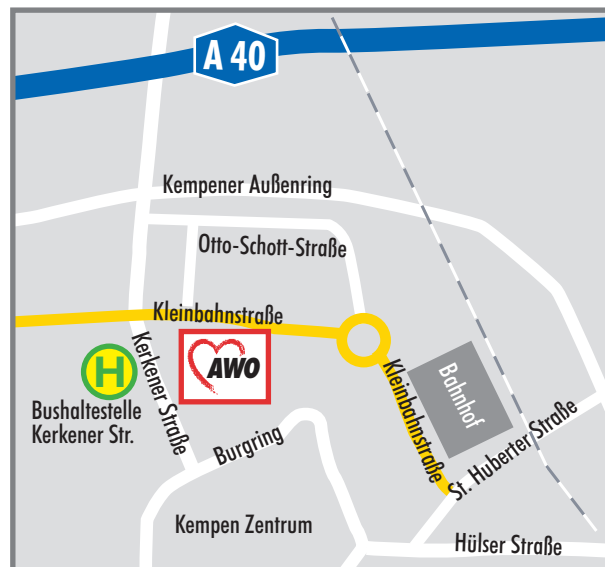 A 40
Kempener Außenring
Otto-Schott-Straße
Kleinbahnstraße
Kerkener Straße
AWO
H
Bushaltestelle
Kerkener Str.
Kleinbahnstraße
Bahnhof
St. Huberter Straße
Burgring
Kempen Zentrum
Hülser Straße